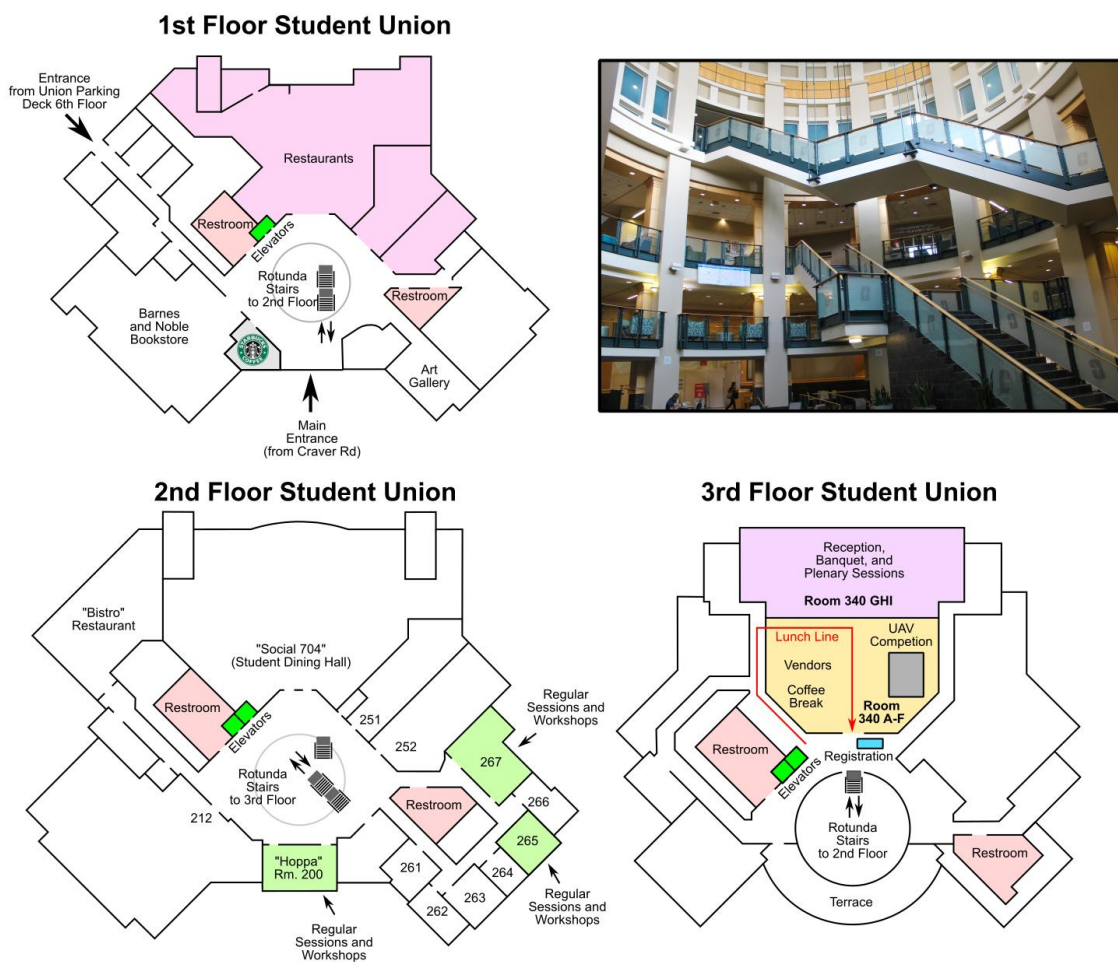 1st Floor Student Union
Entrance
from Union Parking
Deck 6th Floor
Restaurants
Restroom
Elevators
Rotunda
Stairs
to 2nd Floor
Restroom
Barnes
and Noble
Bookstore
STARBUCKS
COFFEE
Art
Gallery
Main
Entrance
(from Craver Rd)
2nd Floor Student Union
"Bistro"
Restaurant
"Social 704"
(Student Dining Hall)
Restroom
Elevators
251
252
Regular
Sessions and
Workshops
267
Rotunda
Stairs
to 3rd Floor
Restroom
266
212
265
"Hoppa"
Rm. 200
261
264
263
262
Regular
Sessions and
Workshops
Regular
Sessions and
Workshops
3rd Floor Student Union
Reception,
Banquet, and
Plenary Sessions
Room 340 GHI
Lunch Line
UAV
Competion
Vendors
Coffee
Break
Room
340 A-F
Restroom
Elevators
Registration
Rotunda
Stairs
to 2nd Floor
Restroom
Terrace